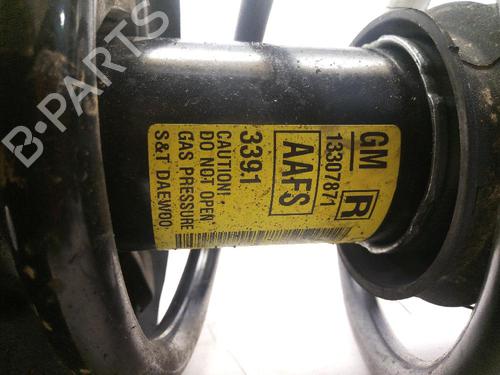 GM
13307871
R
AAFS
339.1
CAUTION!
DO NOT OPEN
GAS PRESSURE
S&T DAEWOO
B-PARTS